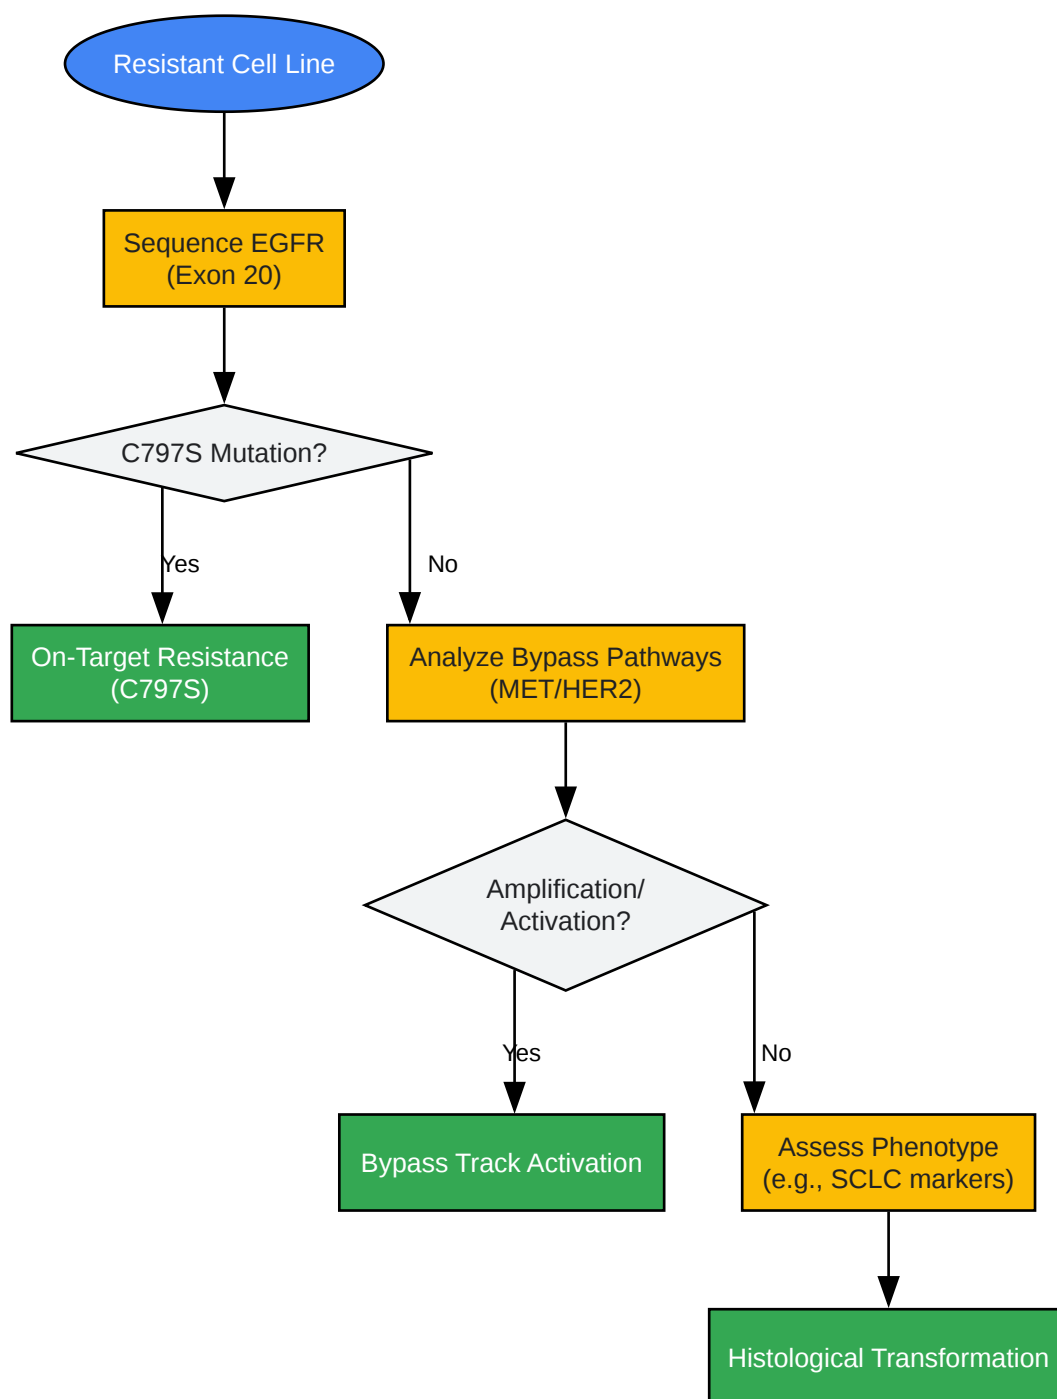 Resistant Cell Line
Sequence EGFR
(Exon 20)
C797S Mutation?
Yes
No
On-Target Resistance
(C797S)
Analyze Bypass Pathways
(MET/HER2)
Amplification/
Activation?
Yes
No
Bypass Track Activation
Assess Phenotype
(e.g., SCLC markers)
Histological Transformation